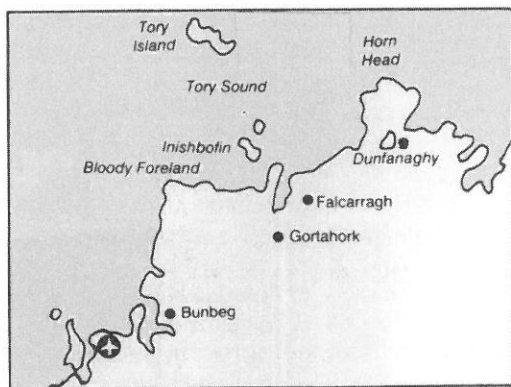 Tory
Island
Horn
Head
Tory Sound
Inishbofin
Dunfanaghy
Bloody Foreland
Falcarragh
Gortahork
Bunbeg